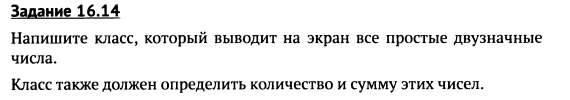 Задание 16.14
Напишите класс, который выводит на экран все простые двузначные
числа.
Класс также должен определить количество и сумму этих чисел.